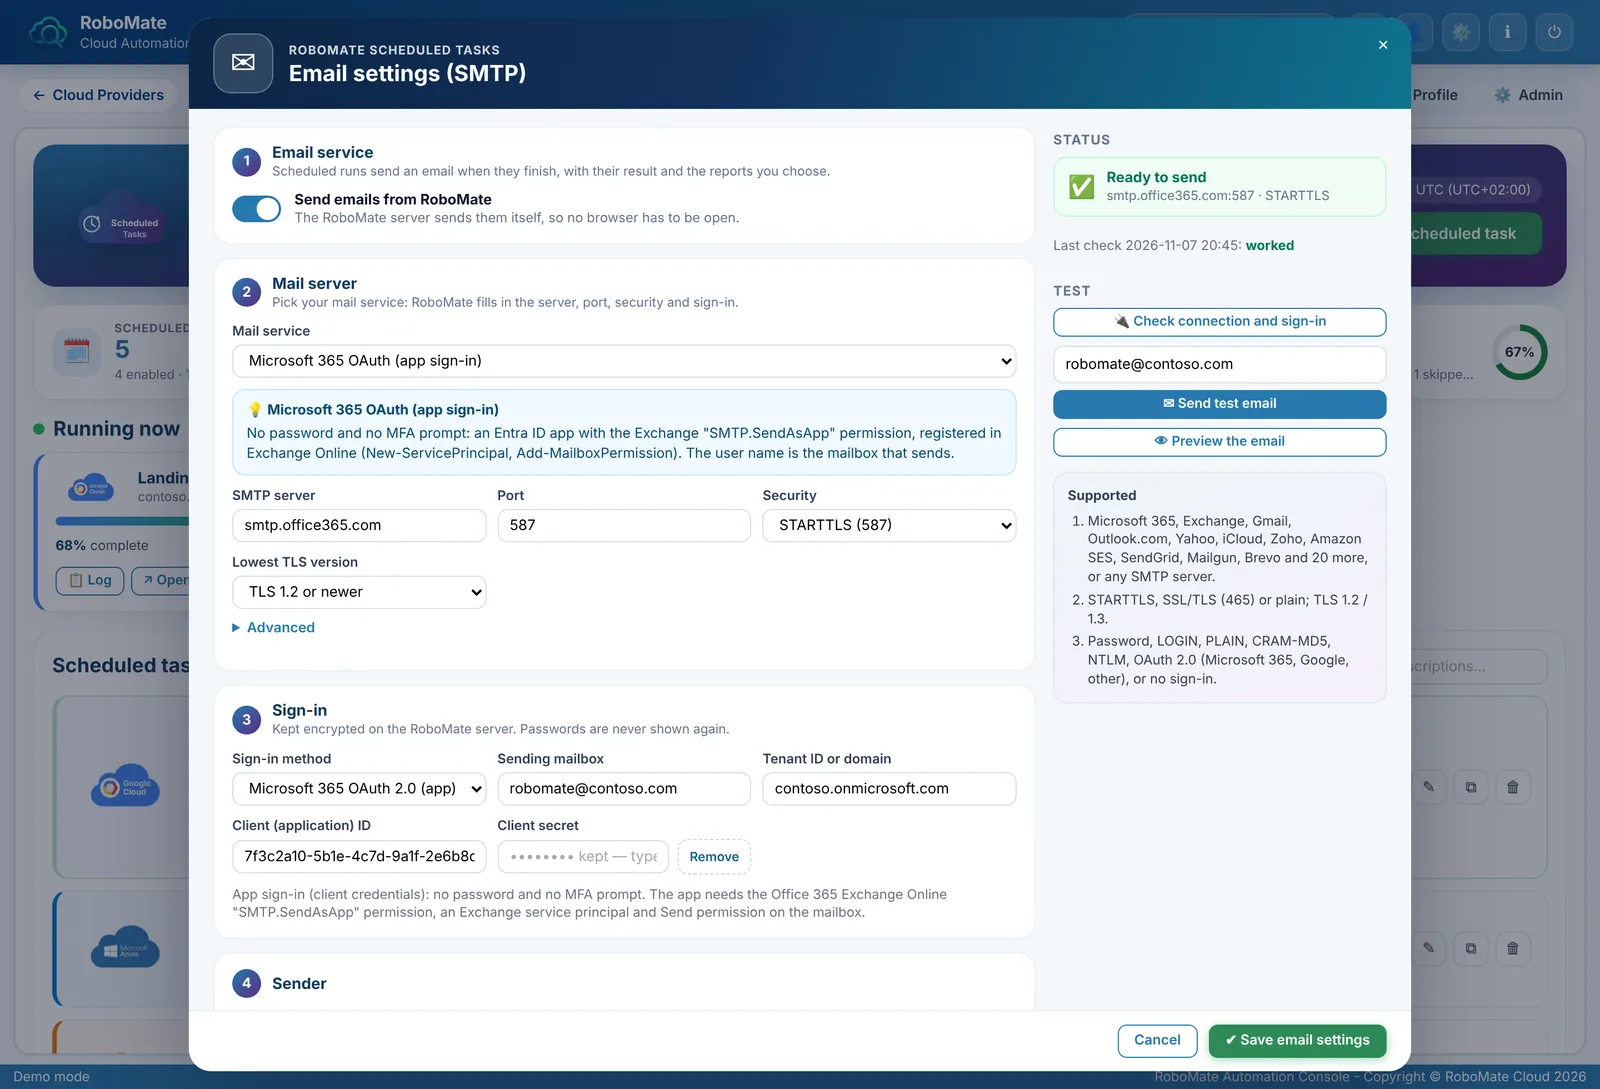 RoboMate
Cloud Automation
← Cloud Providers
Profile
Admin
ROBOMATE SCHEDULED TASKS
Email settings (SMTP)
×
Scheduled
Tasks
UTC (UTC+02:00)
cheduled task
SCHEDULED
5
4 enabled ·
1 skippe...
67%
Running now
Google
Cloud
Landin
contoso.
68% complete
Log
Open
Scheduled tas
scriptions...
Google
Cloud
Microsoft
Azure
1
Email service
Scheduled runs send an email when they finish, with their result and the reports you choose.
Send emails from RoboMate
The RoboMate server sends them itself, so no browser has to be open.
2
Mail server
Pick your mail service: RoboMate fills in the server, port, security and sign-in.
Mail service
Microsoft 365 OAuth (app sign-in)
Microsoft 365 OAuth (app sign-in)
No password and no MFA prompt: an Entra ID app with the Exchange "SMTP.SendAsApp" permission, registered in
Exchange Online (New-ServicePrincipal, Add-MailboxPermission). The user name is the mailbox that sends.
SMTP server
Port
Security
smtp.office365.com
587
STARTTLS (587)
Lowest TLS version
TLS 1.2 or newer
Advanced
3
Sign-in
Kept encrypted on the RoboMate server. Passwords are never shown again.
Sign-in method
Sending mailbox
Tenant ID or domain
Microsoft 365 OAuth 2.0 (app)
robomate@contoso.com
contoso.onmicrosoft.com
Client (application) ID
Client secret
7f3c2a10-5b1e-4c7d-9a1f-2e6b8c
•••••••• kept — type
Remove
App sign-in (client credentials): no password and no MFA prompt. The app needs the Office 365 Exchange Online
"SMTP.SendAsApp" permission, an Exchange service principal and Send permission on the mailbox.
4
Sender
STATUS
Ready to send
smtp.office365.com:587 · STARTTLS
Last check 2026-11-07 20:45: worked
TEST
Check connection and sign-in
robomate@contoso.com
✉ Send test email
Preview the email
Supported
1. Microsoft 365, Exchange, Gmail,
Outlook.com, Yahoo, iCloud, Zoho, Amazon
SES, SendGrid, Mailgun, Brevo and 20 more,
or any SMTP server.
2. STARTTLS, SSL/TLS (465) or plain; TLS 1.2 /
1.3.
3. Password, LOGIN, PLAIN, CRAM-MD5,
NTLM, OAuth 2.0 (Microsoft 365, Google,
other), or no sign-in.
Cancel
✔ Save email settings
Demo mode
RoboMate Automation Console - Copyright © RoboMate Cloud 2026